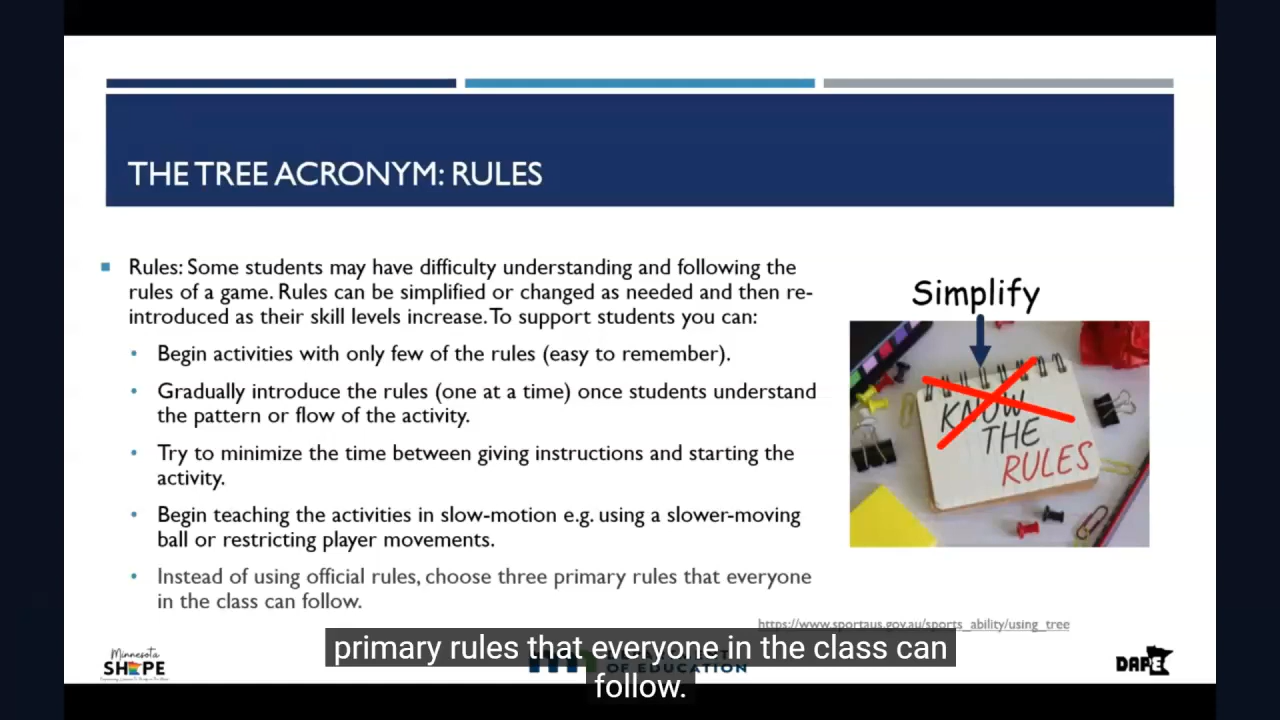 THE TREE ACRONYM: RULES
Rules: Some students may have difficulty understanding and following the
rules of a game. Rules can be simplified or changed as needed and then re-
introduced as their skill levels increase. To support students you can:
Begin activities with only few of the rules (easy to remember).
Gradually introduce the rules (one at a time) once students understand
the pattern or flow of the activity.
Try to minimize the time between giving instructions and starting the
activity.
Begin teaching the activities in slow-motion e.g. using a slower-moving
ball or restricting player movements.
Instead of using official rules, choose three primary rules that everyone
in the class can follow.
Simplify
KNOW
THE
RULES
https://www.sportaus.gov.au/sports_ability/using_tree
primary rules that everyone in the class can
follow.
Minnesota
SHAPE
OF EDUCATION
DAPE